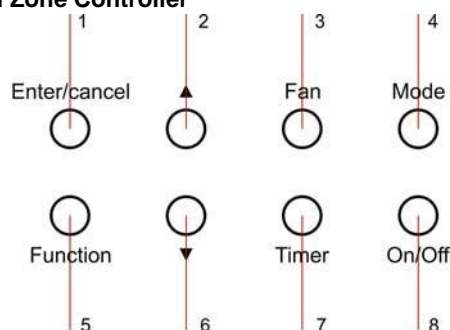 Zone Controller
1 2 3 4
Enter/cancel ▲ Fan Mode
Function ▼ Timer On/Off
5 6 7 8